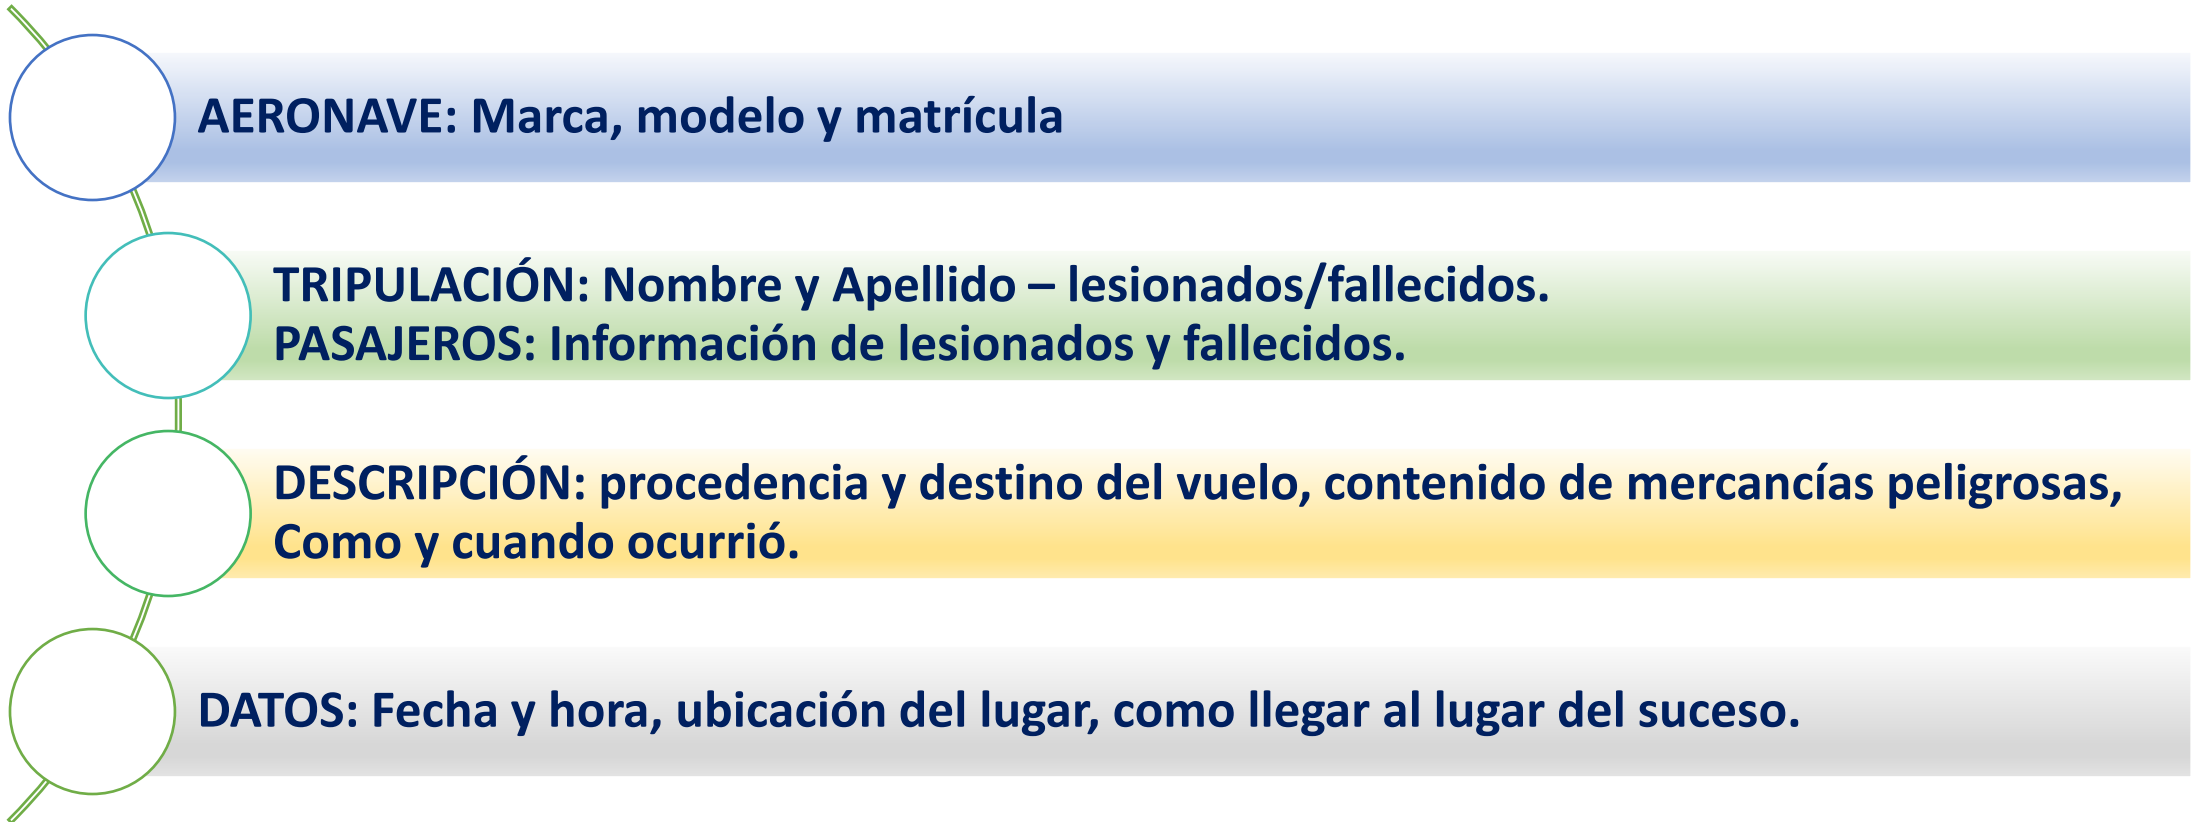 AERONAVE: Marca, modelo y matrícula
TRIPULACIÓN: Nombre y Apellido – lesionados/fallecidos.
PASAJEROS: Información de lesionados y fallecidos.
DESCRIPCIÓN: procedencia y destino del vuelo, contenido de mercancías peligrosas,
Como y cuando ocurrió.
DATOS: Fecha y hora, ubicación del lugar, como llegar al lugar del suceso.